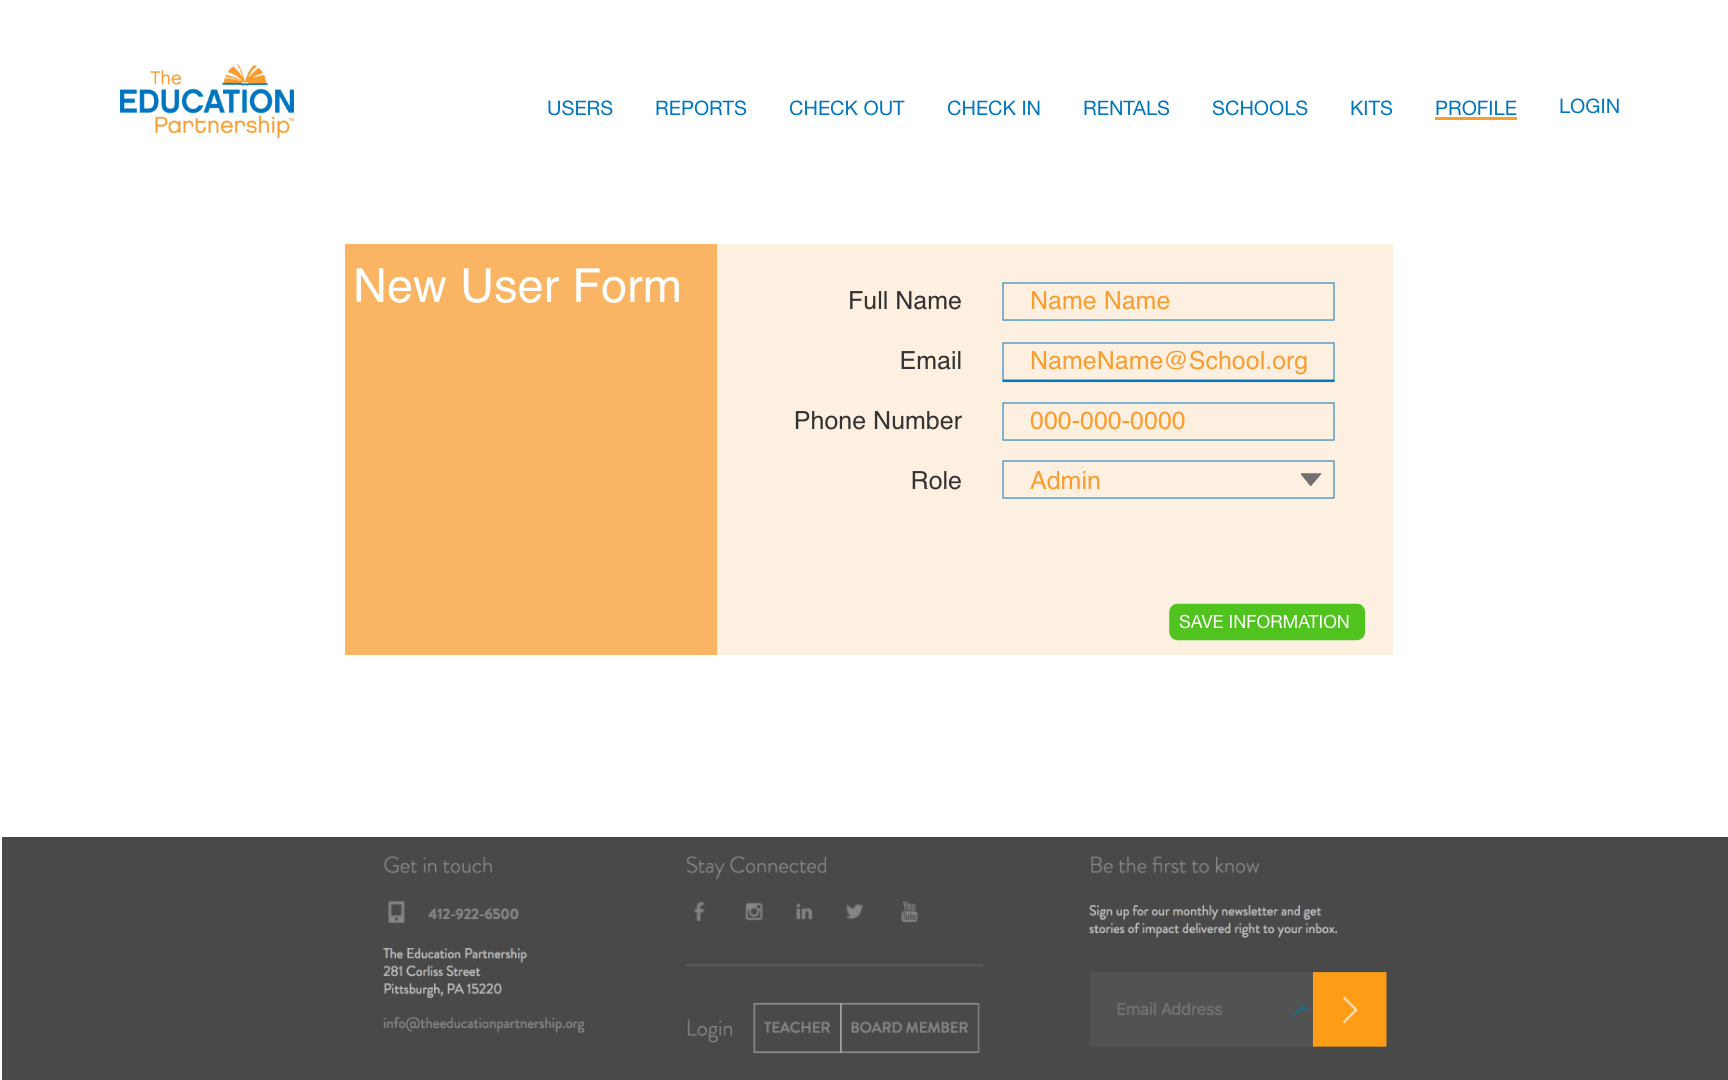 The
EDUCATION
Partnership™
USERS REPORTS CHECK OUT CHECK IN RENTALS SCHOOLS KITS PROFILE LOGIN
New User Form
Full Name Name Name
Email NameName@School.org
Phone Number 000-000-0000
Role Admin
SAVE INFORMATION
Get in touch
412-922-6500
The Education Partnership
281 Corliss Street
Pittsburgh, PA 15220
info@theeducationpartnership.org
Stay Connected
You
Tube
Login TEACHER BOARD MEMBER
Be the first to know
Sign up for our monthly newsletter and get
stories of impact delivered right to your inbox.
Email Address